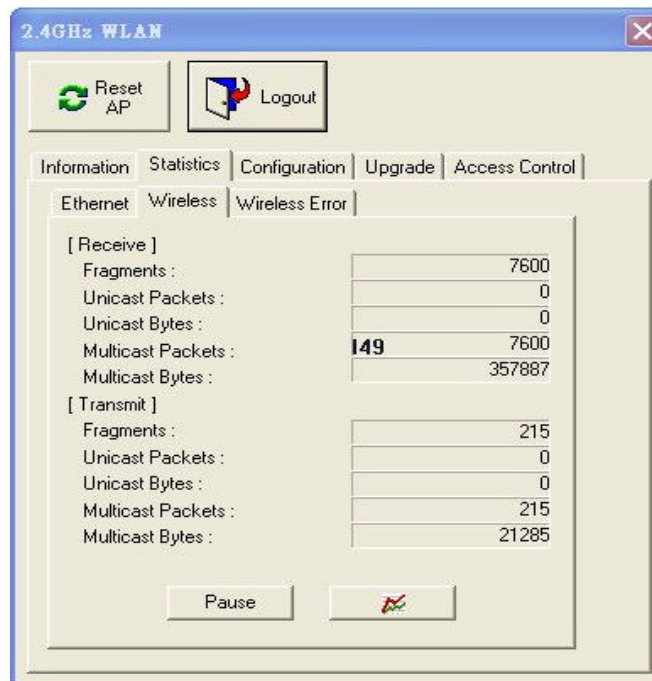 2.4GHz WLAN
Reset AP
Logout
Information Statistics Configuration Upgrade Access Control
Ethernet Wireless Wireless Error
[ Receive ]
Fragments : 7600
Unicast Packets : 0
Unicast Bytes : 0
Multicast Packets : 149 7600
Multicast Bytes : 357887
[ Transmit ]
Fragments : 215
Unicast Packets : 0
Unicast Bytes : 0
Multicast Packets : 215
Multicast Bytes : 21285
Pause